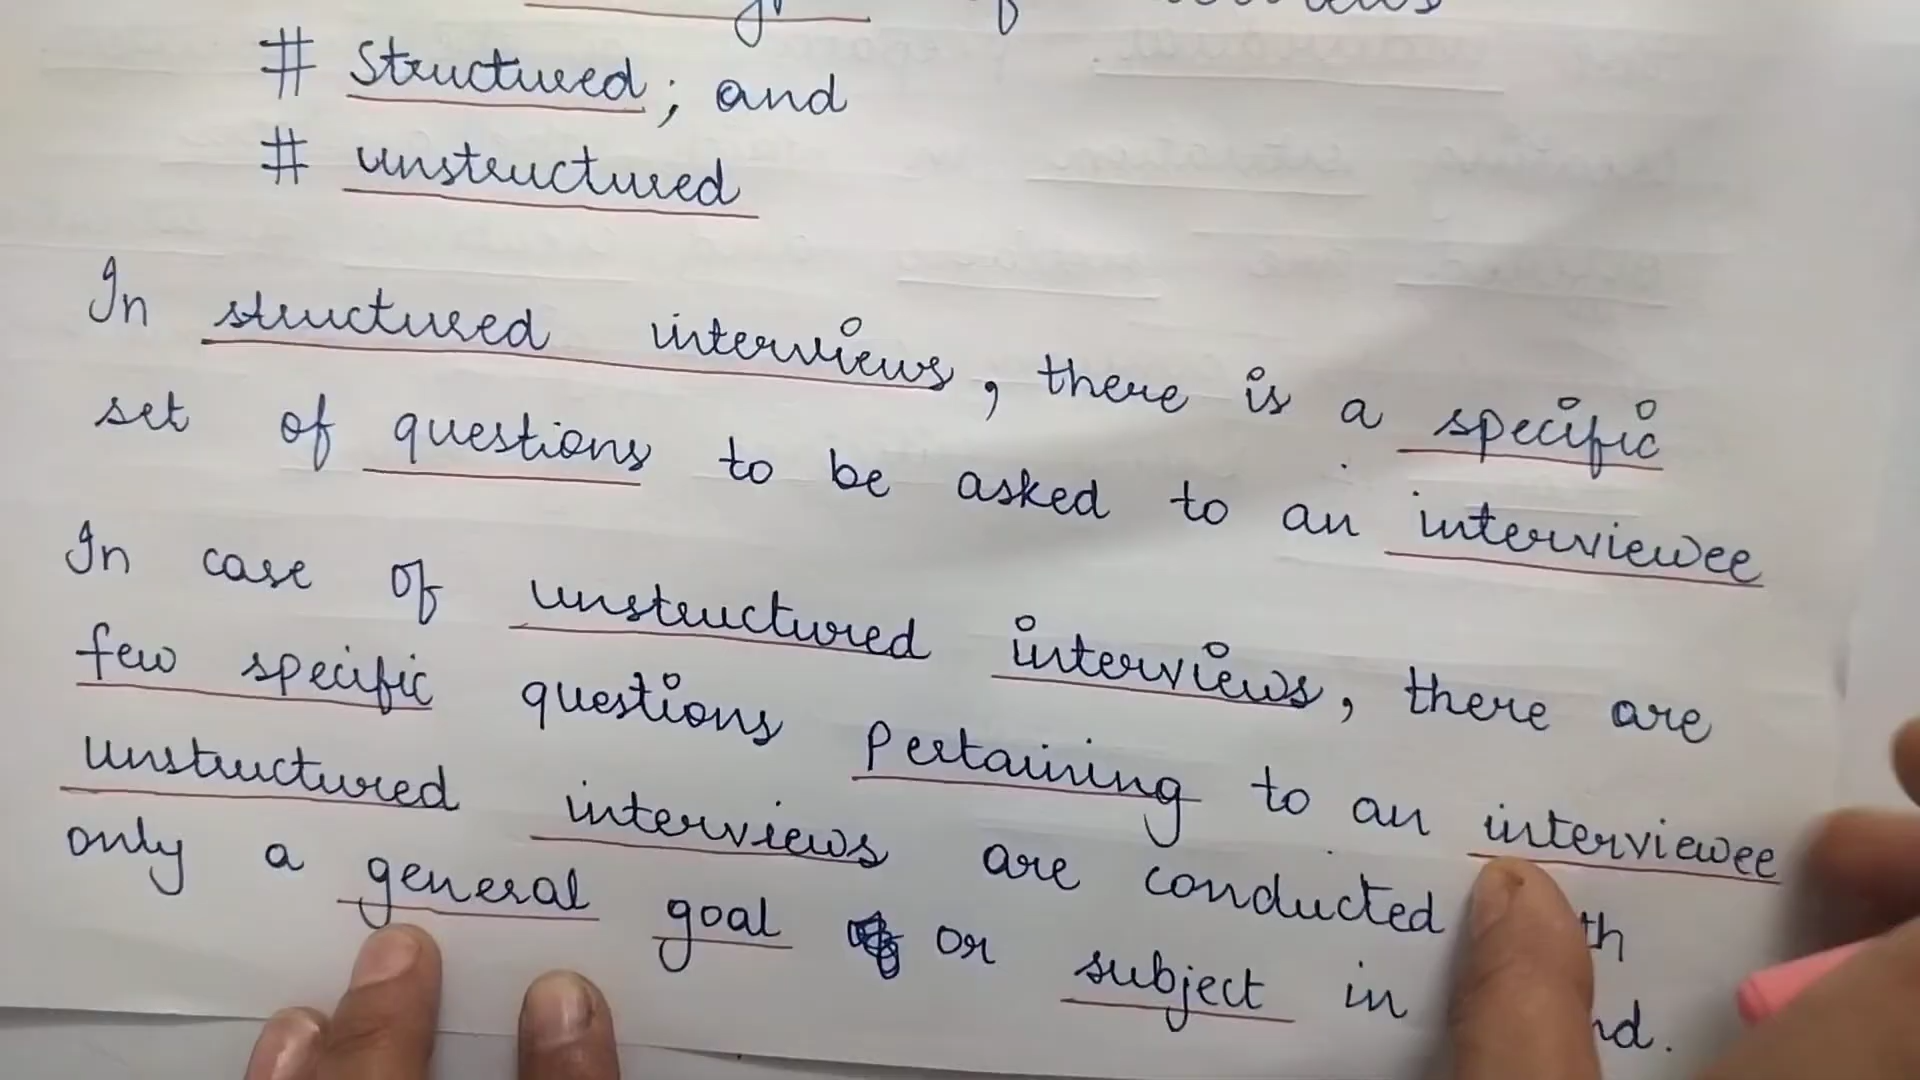 # Structured; and
# unstructured
In structured interviews, there is a specific
set of questions to be asked to an interviewee
In case of unstructured interviews, there are
few specific questions Pertaining to an interviewee
unstructured interviews are conducted
only a general goal or subject in